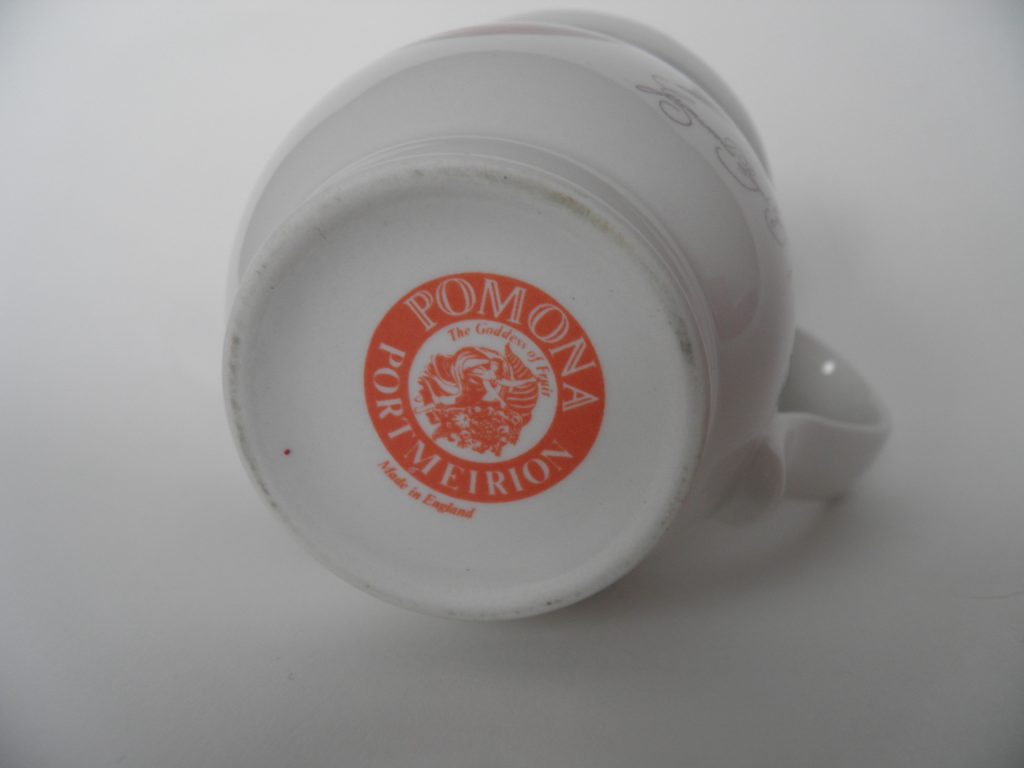 POMONA
The Goddess of Fruit
PORTMEIRION
Made in England